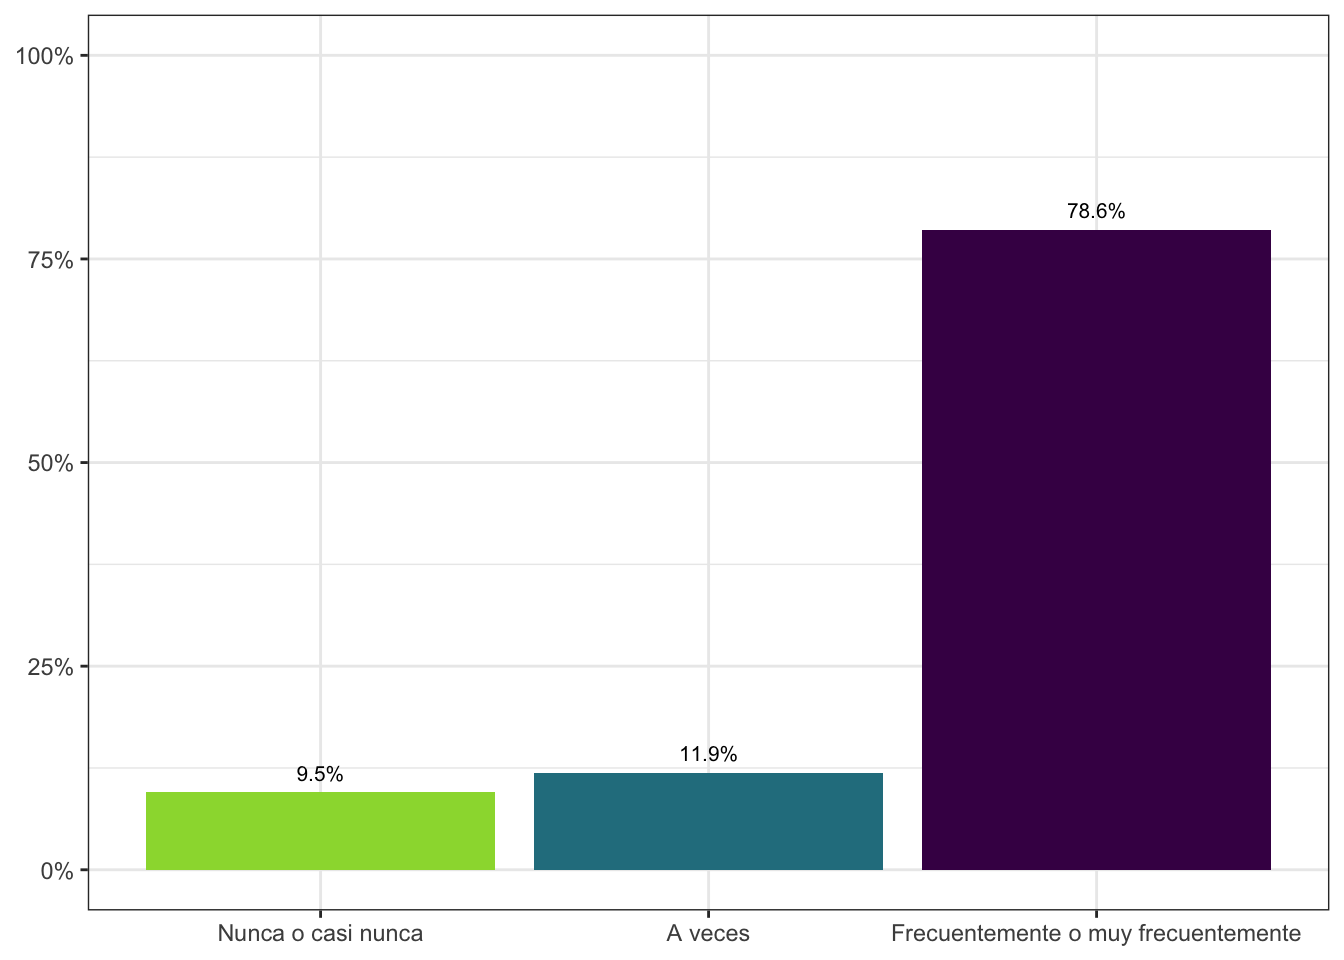 100%
75%
50%
25%
0%
9.5%
11.9%
78.6%
Nunca o casi nunca
A veces
Frecuentemente o muy frecuentemente